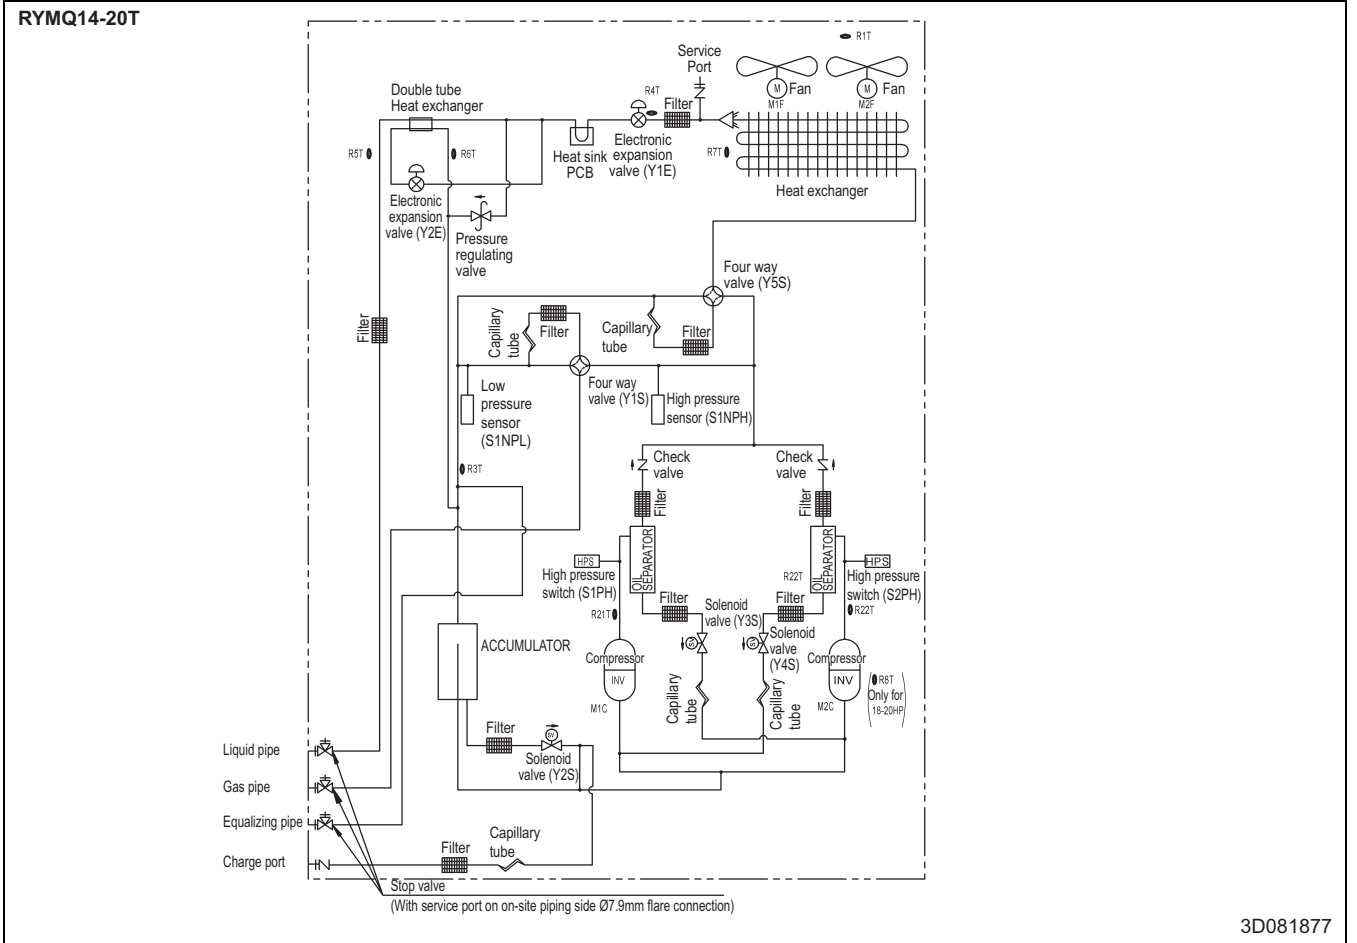 RYMQ14-20T
R1T
Service
Port
M
Fan
M1F
M
Fan
M2F
Double tube
Heat exchanger
R4T
Filter
R5T
R6T
Heat sink
PCB
Electronic
expansion
valve (Y1E)
R7T
Heat exchanger
Electronic
expansion
valve (Y2E)
Pressure
regulating
valve
Four way
valve (Y5S)
Filter
Capillary
tube
Filter
Capillary
tube
Filter
Four way
valve (Y1S)
Low
pressure
sensor
(S1NPL)
High pressure
sensor (S1NPH)
R3T
Check
valve
Check
valve
Filter
Filter
OIL
SEPARATOR
OIL
SEPARATOR
HPS
High pressure
switch (S1PH)
HPS
High pressure
switch (S2PH)
R22T
R22T
R21T
Filter
Solenoid
valve (Y3S)
Filter
Solenoid
valve
(Y4S)
SV
SV
ACCUMULATOR
Compressor
INV
M1C
Capillary
tube
Capillary
tube
Compressor
INV
M2C
R8T
Only for
18-20HP
Filter
SV
Solenoid
valve (Y2S)
Liquid pipe
Gas pipe
Equalizing pipe
Charge port
Filter
Capillary
tube
Stop valve
(With service port on on-site piping side Ø7.9mm flare connection)
3D081877